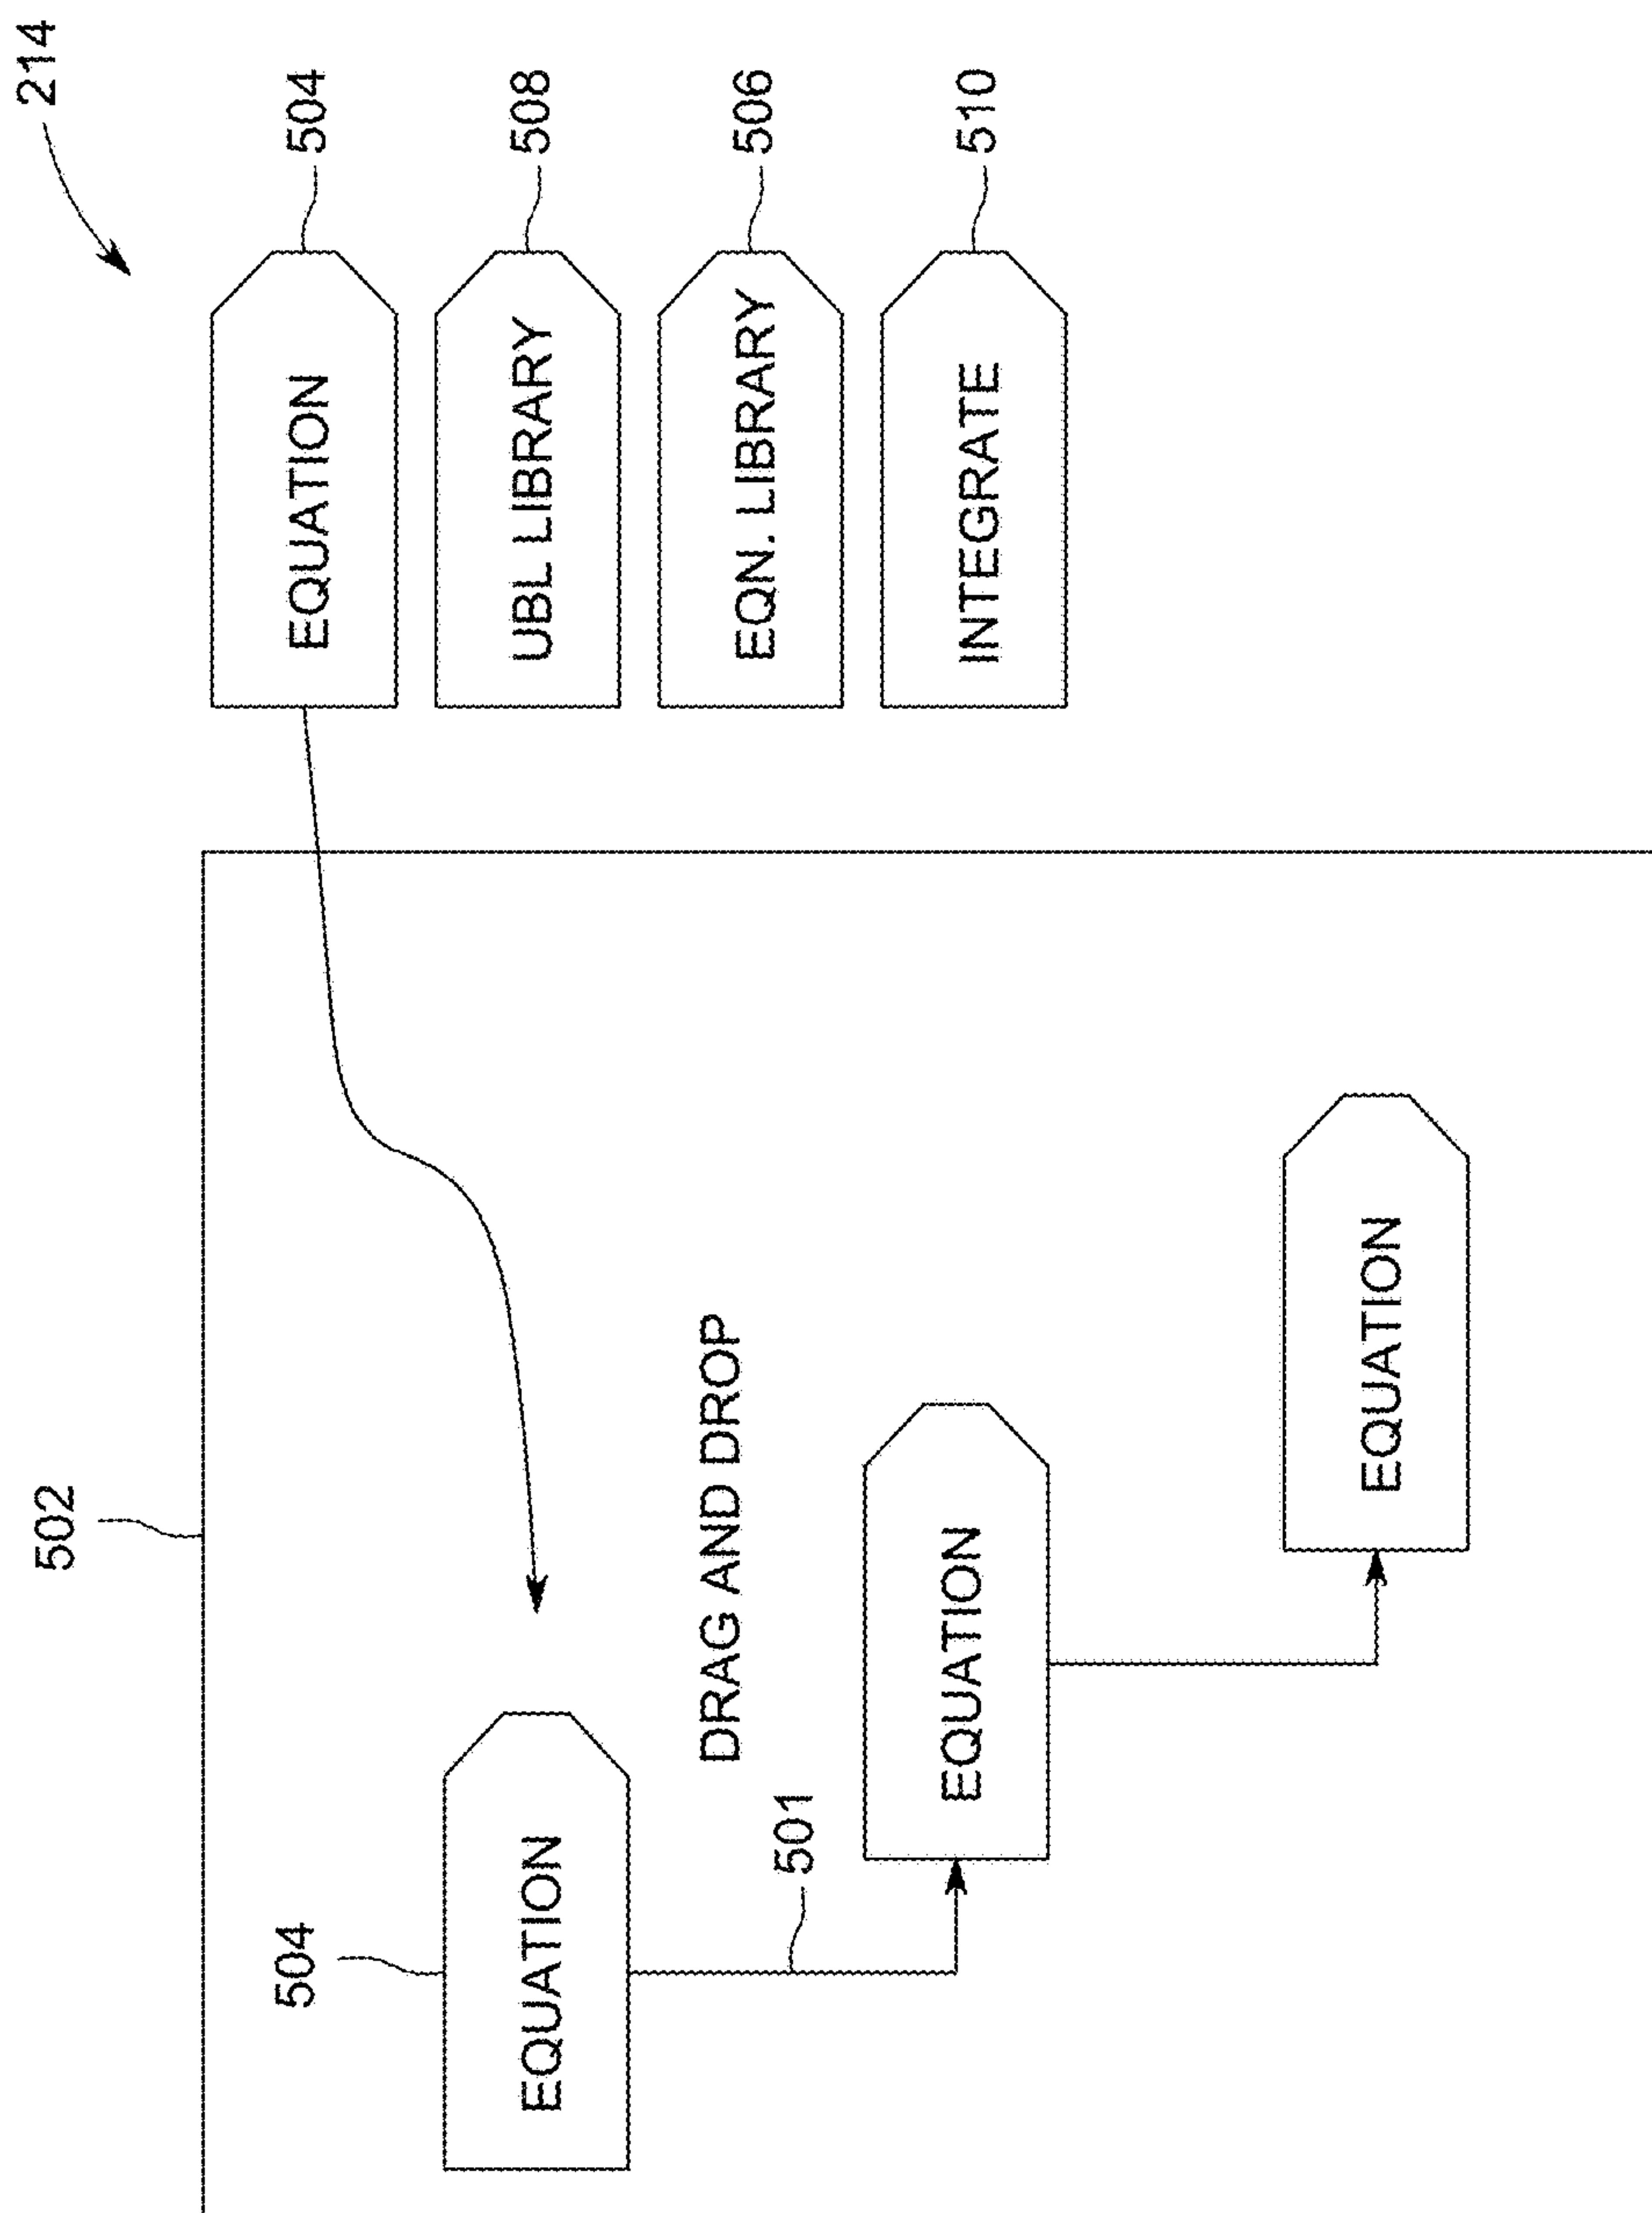 214
502
504
EQUATION
504
EQUATION
UBL LIBRARY
508
DRAG AND DROP
EQN. LIBRARY
506
501
EQUATION
INTEGRATE
510
EQUATION